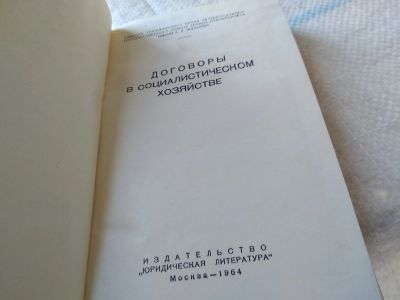 ДОГОВОРЫ
В СОЦИАЛИСТИЧЕСКОМ
ХОЗЯЙСТВЕ
ИЗДАТЕЛЬСТВО
„ЮРИДИЧЕСКАЯ ЛИТЕРАТУРА"
Москва—1964